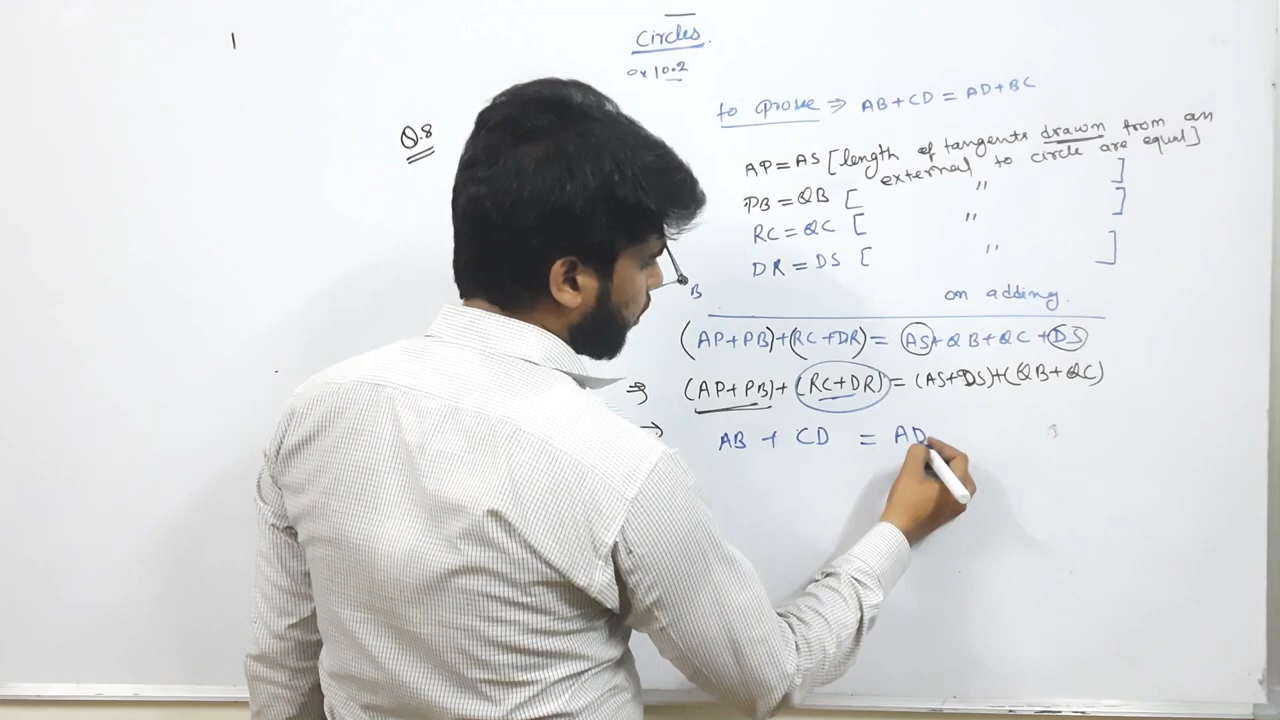 Circles.
Ex 10.2
Q.8
to prove ⇒ AB+CD = AD+BC
AP = AS [length of tangents drawn from an
external to circle are equal]
PB = QB [ " ]
RC = QC [ " ]
DR = DS [ " ]
B
on adding.
(AP+PB)+(RC+DR) = AS+QB+QC+DS
⇒ (AP+PB)+(RC+DR) = (AS+DS)+(QB+QC)
⇒ AB + CD = AD